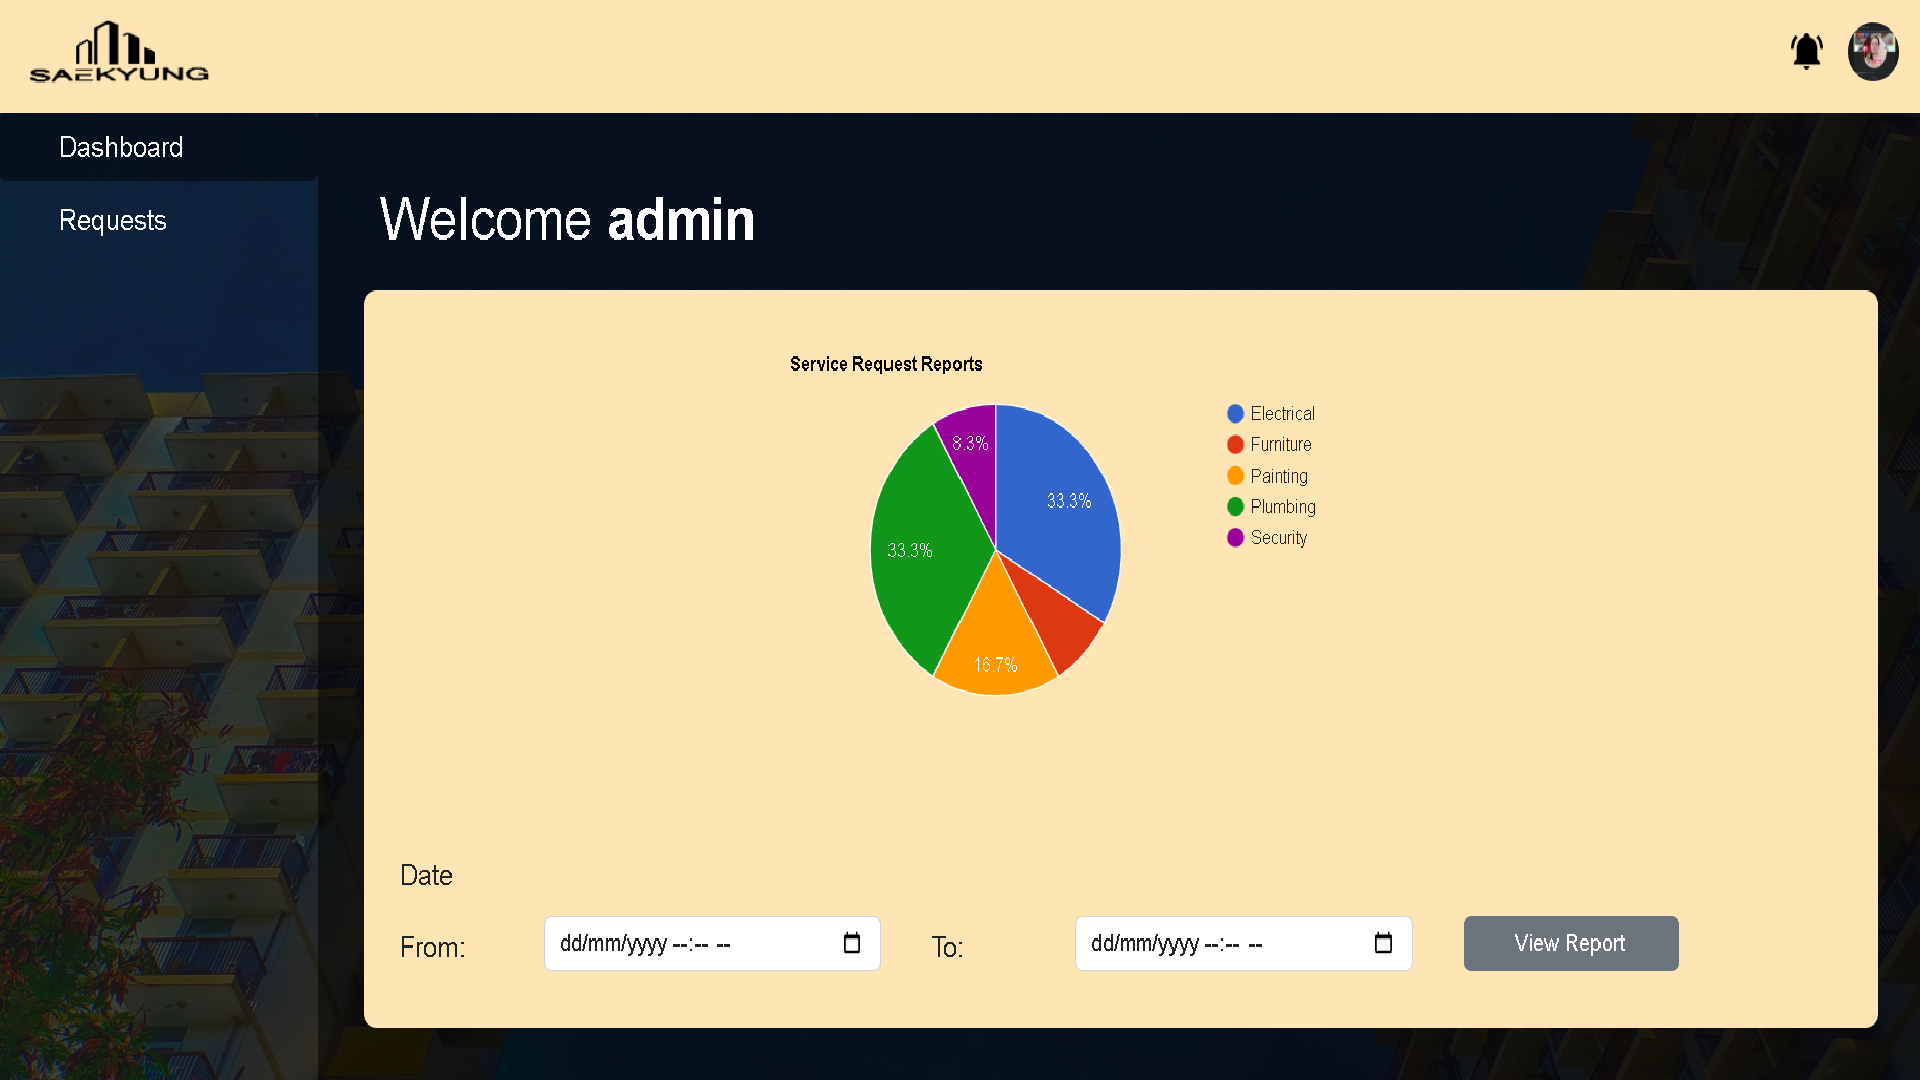 SAEKYUNG
Dashboard
Requests
Welcome admin
Service Request Reports
Electrical
Furniture
Painting
Plumbing
Security
8.3%
33.3%
33.3%
16.7%
Date
From:
dd/mm/yyyy --:-- --
To:
dd/mm/yyyy --:-- --
View Report